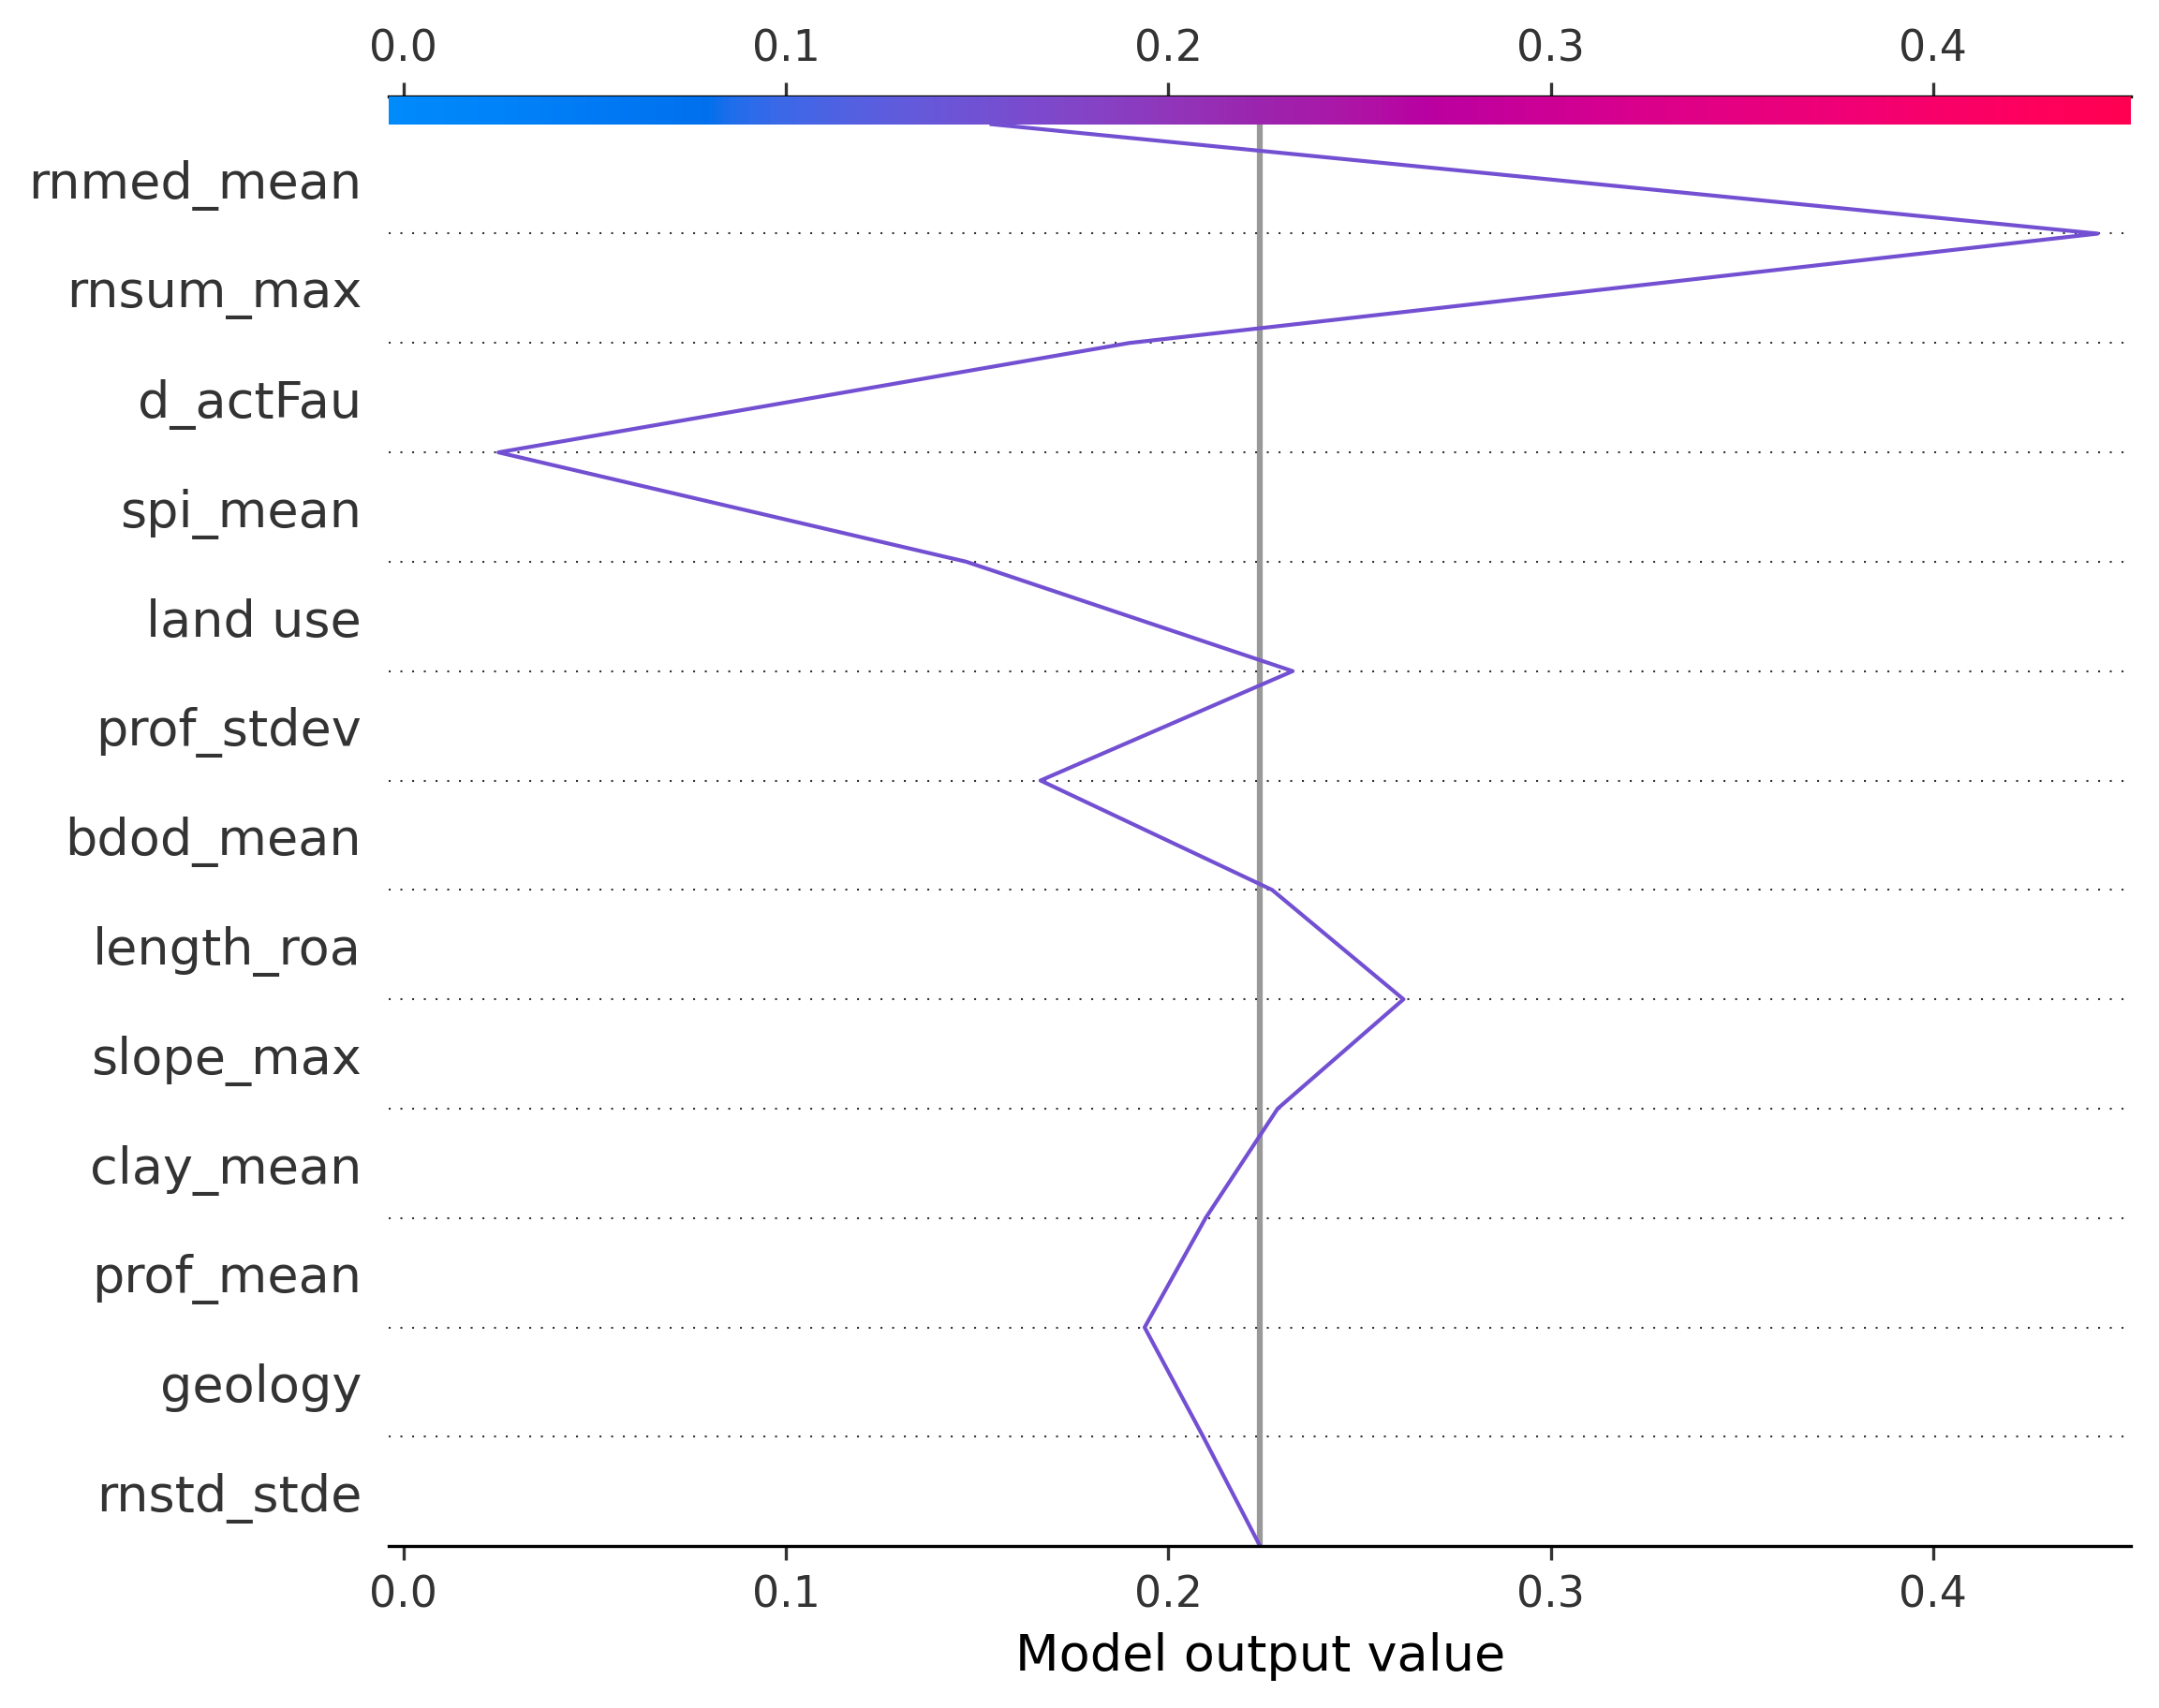 0.0 0.1 0.2 0.3 0.4
rnmed_mean
rnsum_max
d_actFau
spi_mean
land use
prof_stdev
bdod_mean
length_roa
slope_max
clay_mean
prof_mean
geology
rnstd_stde
0.0 0.1 0.2 0.3 0.4
Model output value